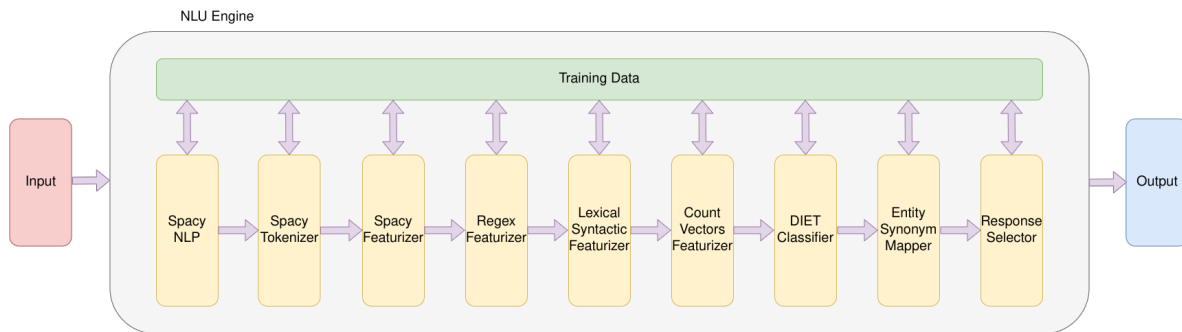 NLU Engine
Training Data
Input
Spacy
NLP
Spacy
Tokenizer
Spacy
Featurizer
Regex
Featurizer
Lexical
Syntactic
Featurizer
Count
Vectors
Featurizer
DIET
Classifier
Entity
Synonym
Mapper
Response
Selector
Output